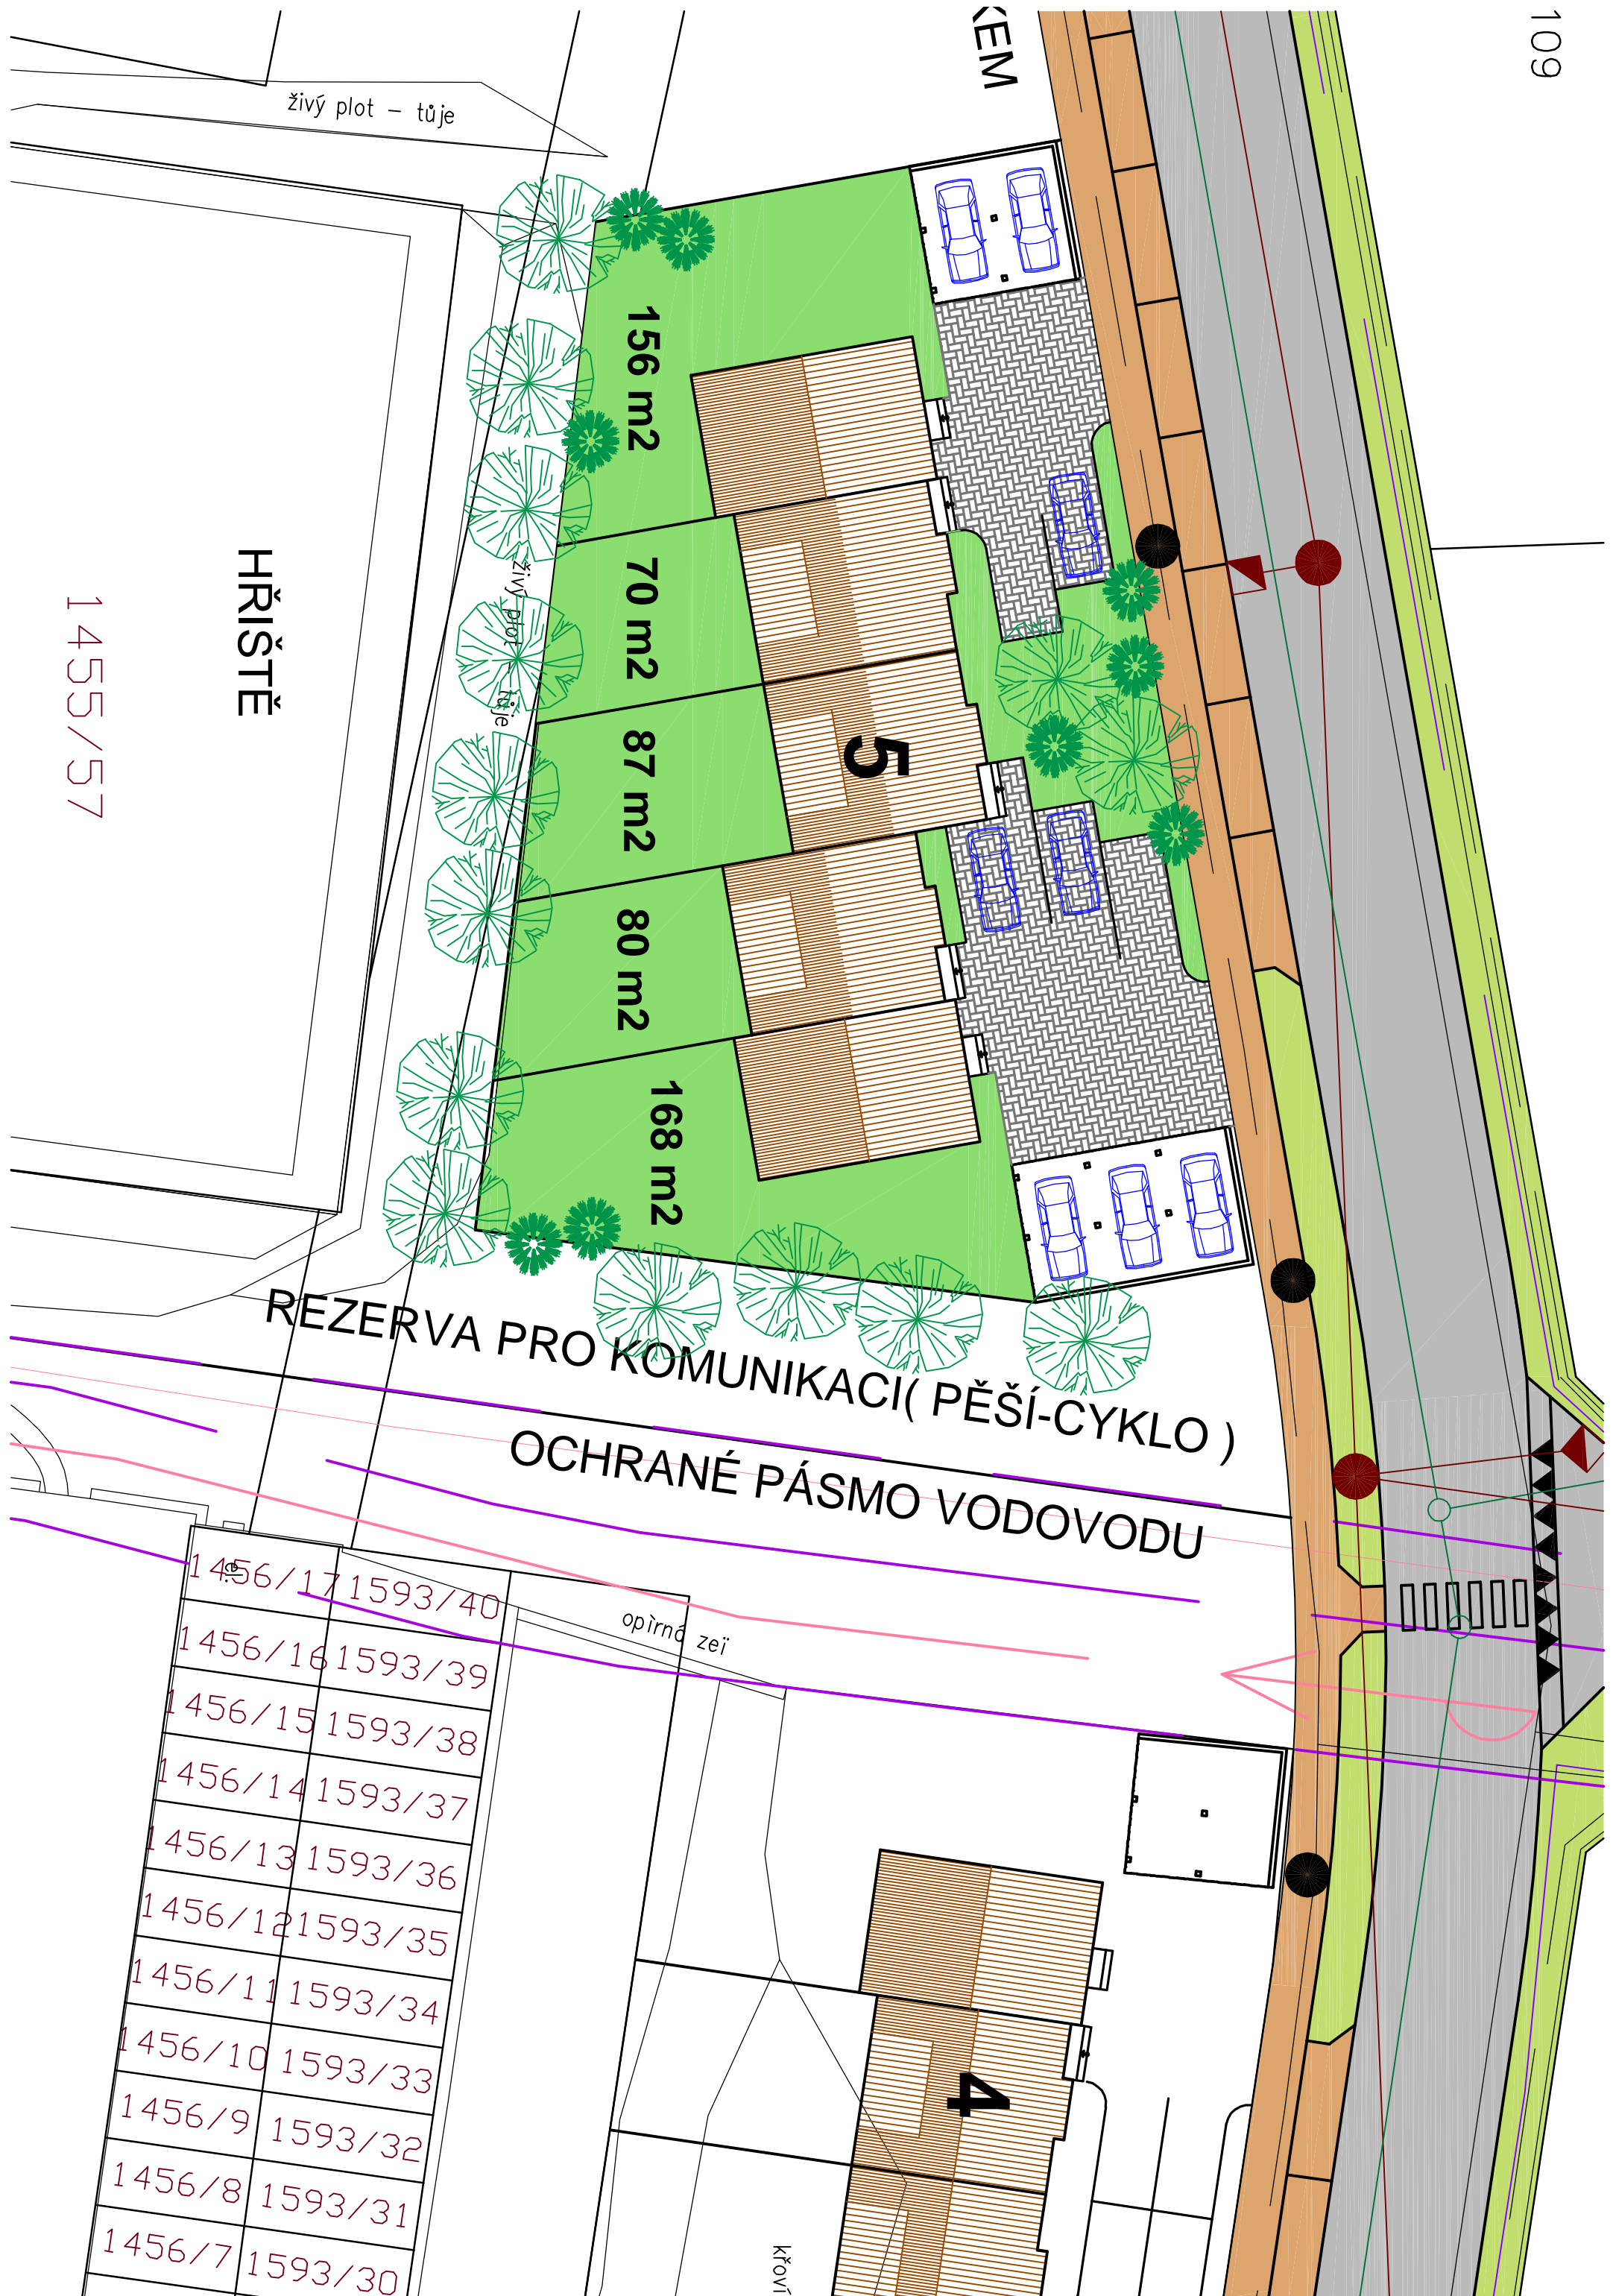 109
KEM
živý plot – tůje
156 m2
70 m2
87 m2
80 m2
168 m2
5
živý plot
tůje
HŘIŠTĚ
1455/57
REZERVA PRO KOMUNIKACI( PĚŠÍ-CYKLO )
OCHRANÉ PÁSMO VODOVODU
opìrná zeï
1456/17 1593/40
1456/16 1593/39
1456/15 1593/38
1456/14 1593/37
1456/13 1593/36
1456/12 1593/35
1456/11 1593/34
1456/10 1593/33
1456/9 1593/32
1456/8 1593/31
1456/7 1593/30
4
křoví